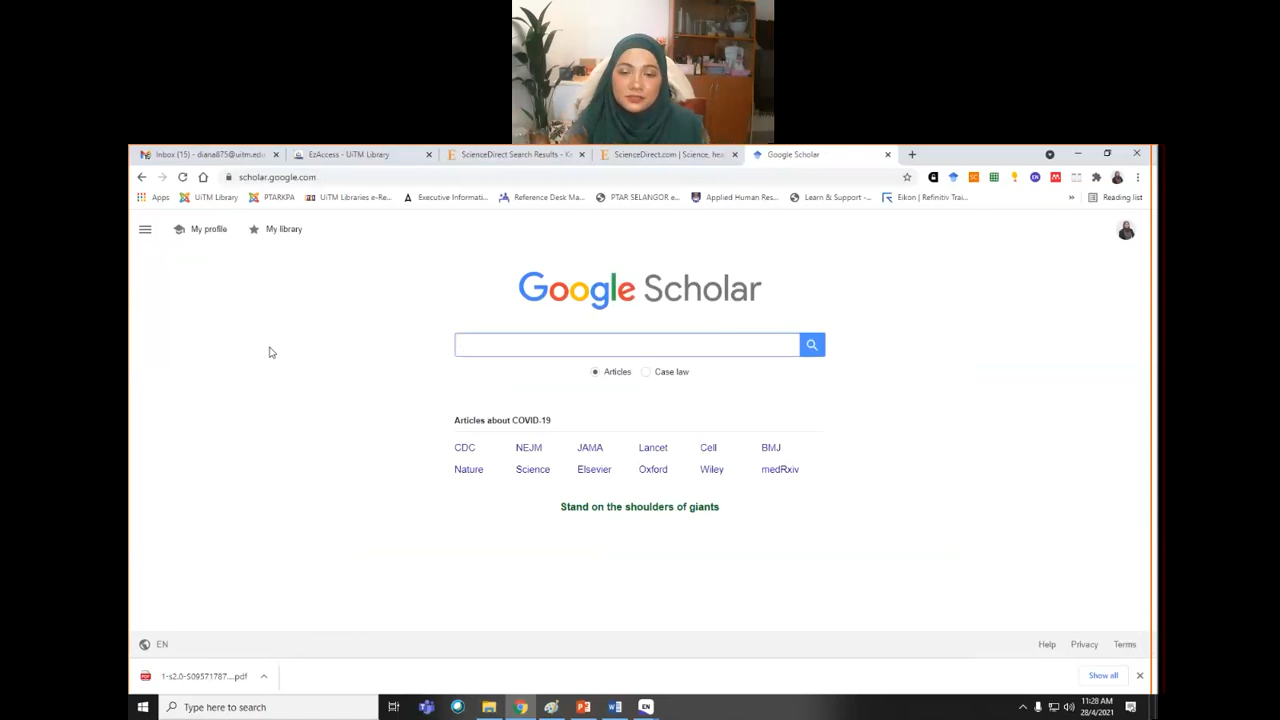 Inbox (15) - diana875@uitm.edu
EzAccess - UiTM Library
ScienceDirect Search Results - K
ScienceDirect.com | Science, hea
Google Scholar
scholar.google.com
Apps
UiTM Library
PTARKPA
UiTM Libraries e-Re...
Executive Informati...
Reference Desk Ma...
PTAR SELANGOR e...
Applied Human Res...
Learn & Support -...
Eikon | Refinitiv Trai...
Reading list
My profile
My library
Google Scholar
Articles
Case law
Articles about COVID-19
CDC NEJM JAMA Lancet Cell BMJ
Nature Science Elsevier Oxford Wiley medRxiv
Stand on the shoulders of giants
EN
Help
Privacy
Terms
1-s2.0-S09571787....pdf
Show all
Type here to search
11:28 AM
28/4/2021